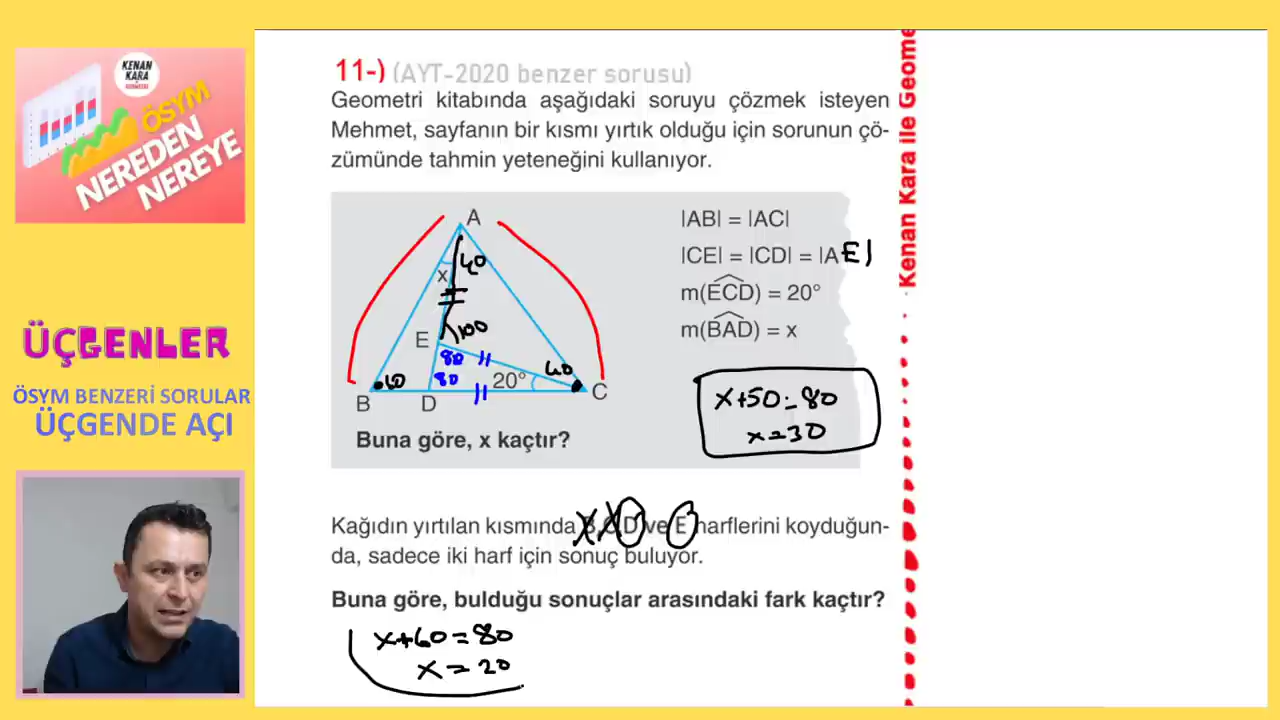 KENAN
KARA
ÖSYM
NEREDEN
NEREYE
ÜÇGENLER
ÖSYM BENZERİ SORULAR
ÜÇGENDE AÇI
11-) (AYT-2020 benzer sorusu)
Geometri kitabında aşağıdaki soruyu çözmek isteyen
Mehmet, sayfanın bir kısmı yırtık olduğu için sorunun çö-
zümünde tahmin yeteneğini kullanıyor.
A
x
40
E
100
80
80
20°
40
60
B
D
C
|AB| = |AC|
|CE| = |CD| = |AE|
m(ECD) = 20°
m(BAD) = x
x+50=80
x=30
Buna göre, x kaçtır?
Kağıdın yırtılan kısmında B,C,D ve E harflerini koyduğun-
da, sadece iki harf için sonuç buluyor.
Buna göre, bulduğu sonuçlar arasındaki fark kaçtır?
x+60=80
x=20
Kenan Kara ile Geome